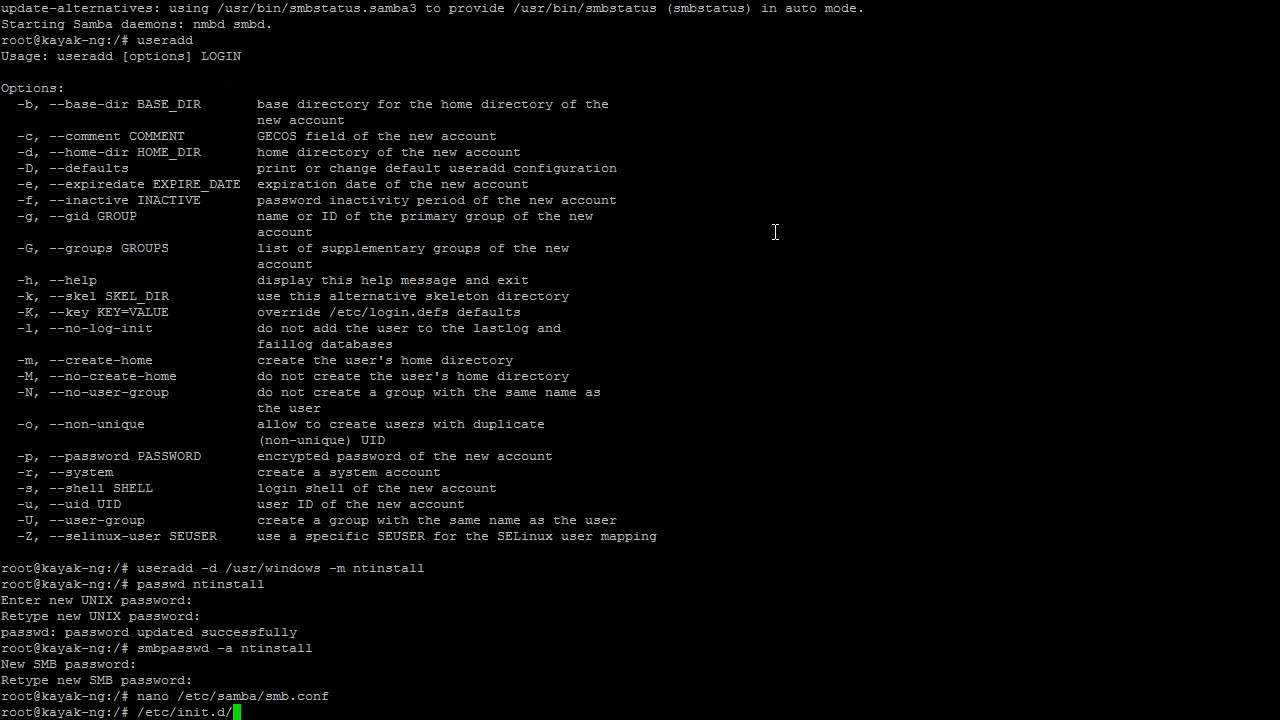 update-alternatives: using /usr/bin/smbstatus.samba3 to provide /usr/bin/smbstatus (smbstatus) in auto mode.
Starting Samba daemons: nmbd smbd.
root@kayak-ng:/# useradd
Usage: useradd [options] LOGIN

Options:
  -b, --base-dir BASE_DIR       base directory for the home directory of the
                                new account
  -c, --comment COMMENT         GECOS field of the new account
  -d, --home-dir HOME_DIR       home directory of the new account
  -D, --defaults                print or change default useradd configuration
  -e, --expiredate EXPIRE_DATE  expiration date of the new account
  -f, --inactive INACTIVE       password inactivity period of the new account
  -g, --gid GROUP               name or ID of the primary group of the new
                                account
  -G, --groups GROUPS           list of supplementary groups of the new
                                account
  -h, --help                    display this help message and exit
  -k, --skel SKEL_DIR           use this alternative skeleton directory
  -K, --key KEY=VALUE           override /etc/login.defs defaults
  -l, --no-log-init             do not add the user to the lastlog and
                                faillog databases
  -m, --create-home             create the user's home directory
  -M, --no-create-home          do not create the user's home directory
  -N, --no-user-group           do not create a group with the same name as
                                the user
  -o, --non-unique              allow to create users with duplicate
                                (non-unique) UID
  -p, --password PASSWORD       encrypted password of the new account
  -r, --system                  create a system account
  -s, --shell SHELL             login shell of the new account
  -u, --uid UID                 user ID of the new account
  -U, --user-group              create a group with the same name as the user
  -Z, --selinux-user SEUSER     use a specific SEUSER for the SELinux user mapping

root@kayak-ng:/# useradd -d /usr/windows -m ntinstall
root@kayak-ng:/# passwd ntinstall
Enter new UNIX password:
Retype new UNIX password:
passwd: password updated successfully
root@kayak-ng:/# smbpasswd -a ntinstall
New SMB password:
Retype new SMB password:
root@kayak-ng:/# nano /etc/samba/smb.conf
root@kayak-ng:/# /etc/init.d/